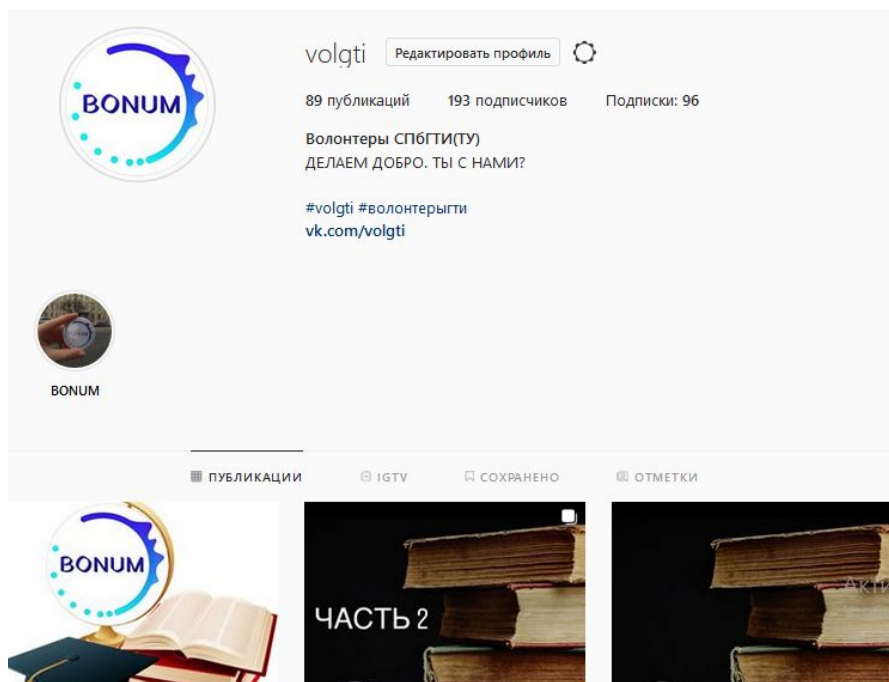 BONUM
volgti Редактировать профиль
89 публикаций 193 подписчиков Подписки: 96
Волонтеры СПбГТИ(ТУ)
ДЕЛАЕМ ДОБРО. ТЫ С НАМИ?
#volgti #волонтерыгти
vk.com/volgti
BONUM
ПУБЛИКАЦИИ IGTV СОХРАНЕНО ОТМЕТКИ
BONUM
ЧАСТЬ 2